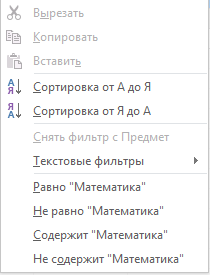 Вырезать
Копировать
Вставить
Сортировка от А до Я
Сортировка от Я до А
Снять фильтр с Предмет
Текстовые фильтры
Равно "Математика"
Не равно "Математика"
Содержит "Математика"
Не содержит "Математика"